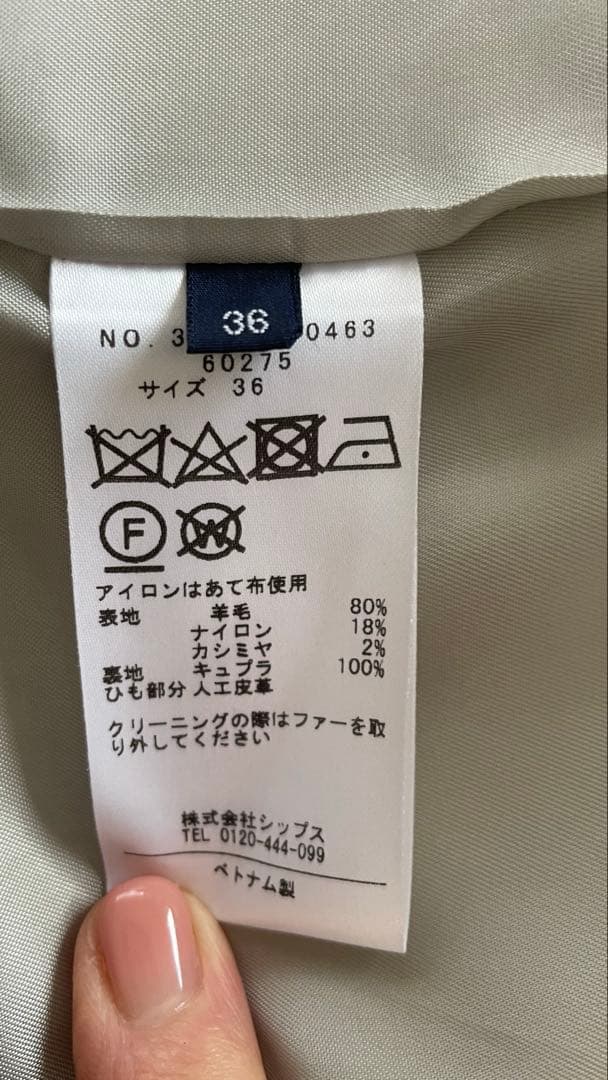 36
NO. 3 0463
60275
サイズ 36
F
W
アイロンはあて布使用
表地 羊毛 80%
ナイロン 18%
カシミヤ 2%
裏地 キュプラ 100%
ひも部分 人工皮革
クリーニングの際はファーを取
り外してください
株式会社シップス
TEL 0120-444-099
ベトナム製